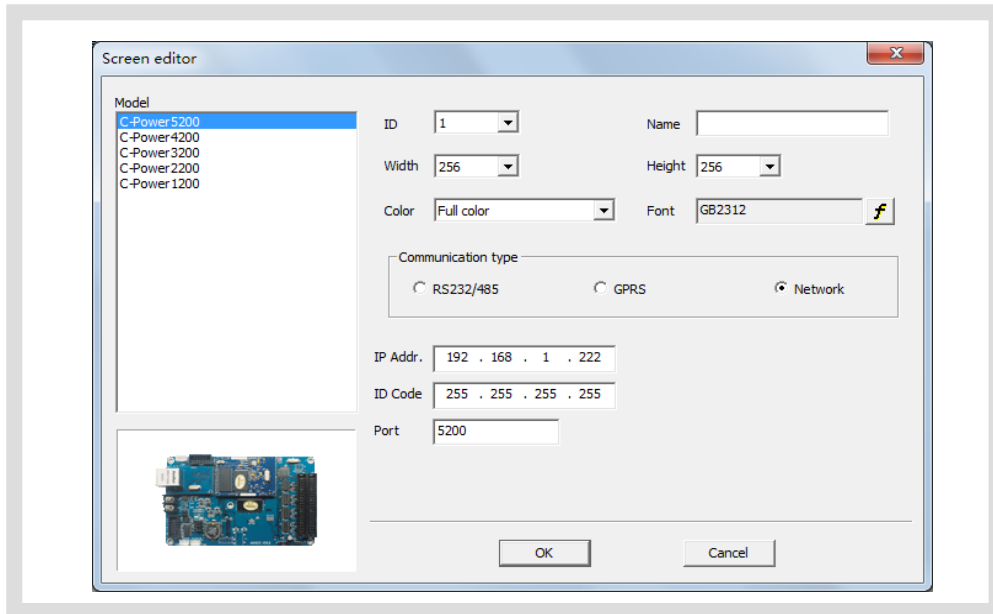 Screen editor
Model
C-Power5200
C-Power4200
C-Power3200
C-Power2200
C-Power1200
ID 1 Name
Width 256 Height 256
Color Full color Font GB2312 f
Communication type
RS232/485 GPRS Network
IP Addr. 192 . 168 . 1 . 222
ID Code 255 . 255 . 255 . 255
Port 5200
OK Cancel